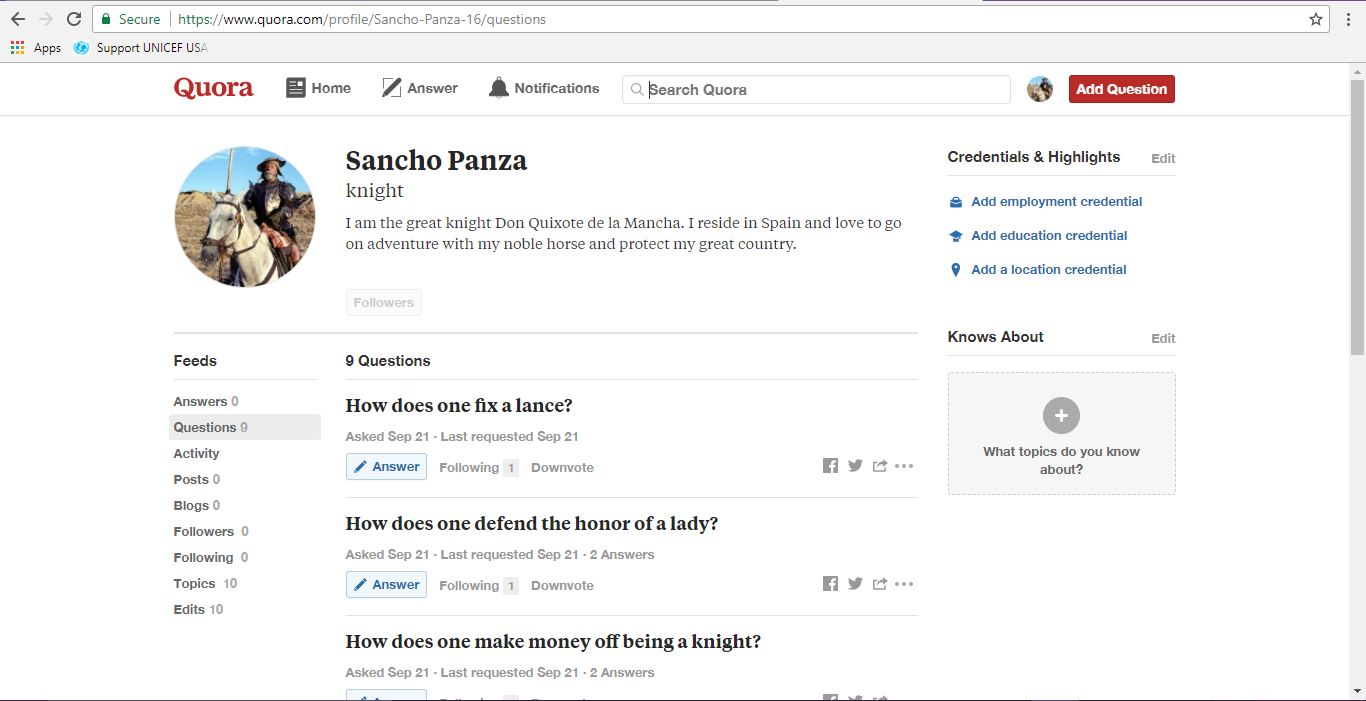 Secure https://www.quora.com/profile/Sancho-Panza-16/questions
Apps Support UNICEF USA
Quora Home Answer Notifications Search Quora Add Question
Sancho Panza
knight
I am the great knight Don Quixote de la Mancha. I reside in Spain and love to go
on adventure with my noble horse and protect my great country.
Followers
Credentials & Highlights Edit
Add employment credential
Add education credential
Add a location credential
Knows About Edit
What topics do you know
about?
Feeds
Answers 0
Questions 9
Activity
Posts 0
Blogs 0
Followers 0
Following 0
Topics 10
Edits 10
9 Questions
How does one fix a lance?
Asked Sep 21 · Last requested Sep 21
Answer Following 1 Downvote
How does one defend the honor of a lady?
Asked Sep 21 · Last requested Sep 21 · 2 Answers
Answer Following 1 Downvote
How does one make money off being a knight?
Asked Sep 21 · Last requested Sep 21 · 2 Answers